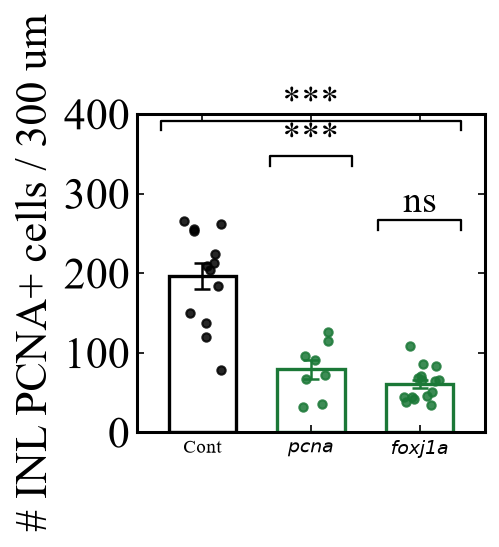 # INL PCNA+ cells / 300 um
***
400
***
300
ns
200
100
0
Cont pcna foxj1a